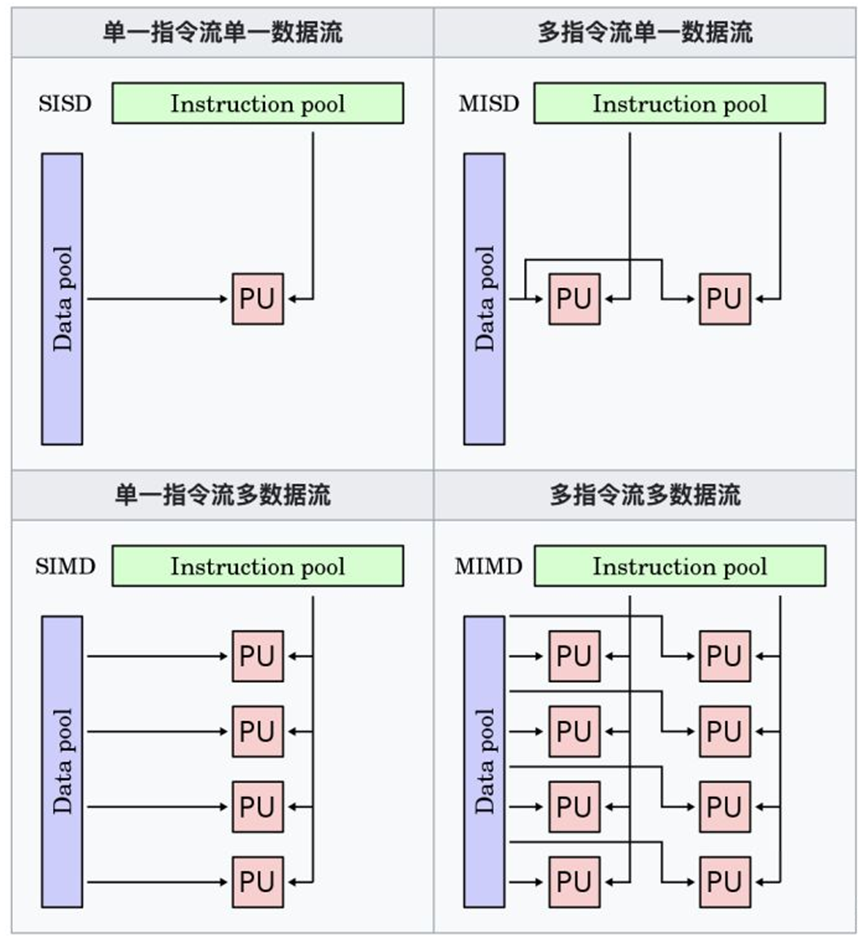 单一指令流单一数据流
多指令流单一数据流
SISD
Instruction pool
Data pool
PU
MISD
Instruction pool
Data pool
PU
PU
单一指令流多数据流
多指令流多数据流
SIMD
Instruction pool
Data pool
PU
PU
PU
PU
MIMD
Instruction pool
Data pool
PU
PU
PU
PU
PU
PU
PU
PU